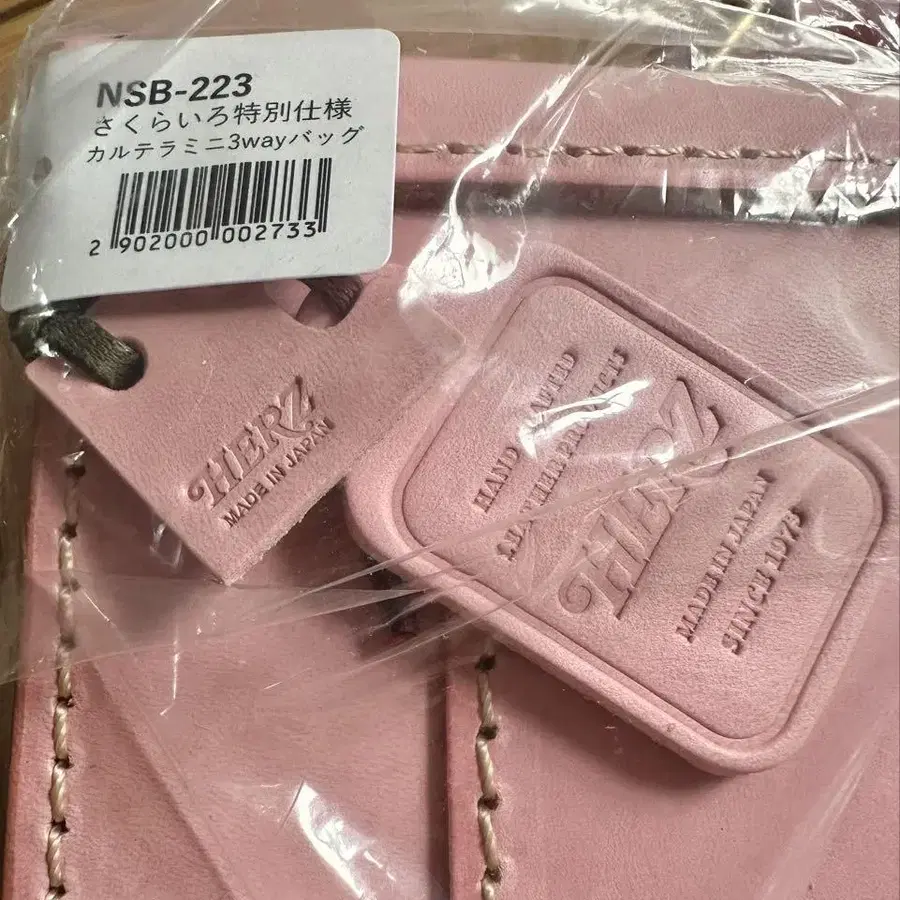 NSB-223
さくらいろ特別仕様
カルテラミニ3wayバッグ
2 902000 002733
HERZ
MADE IN JAPAN
HAND CRAFTED
LEATHER PRODUCTS
HERZ
MADE IN JAPAN
SINCE 1973